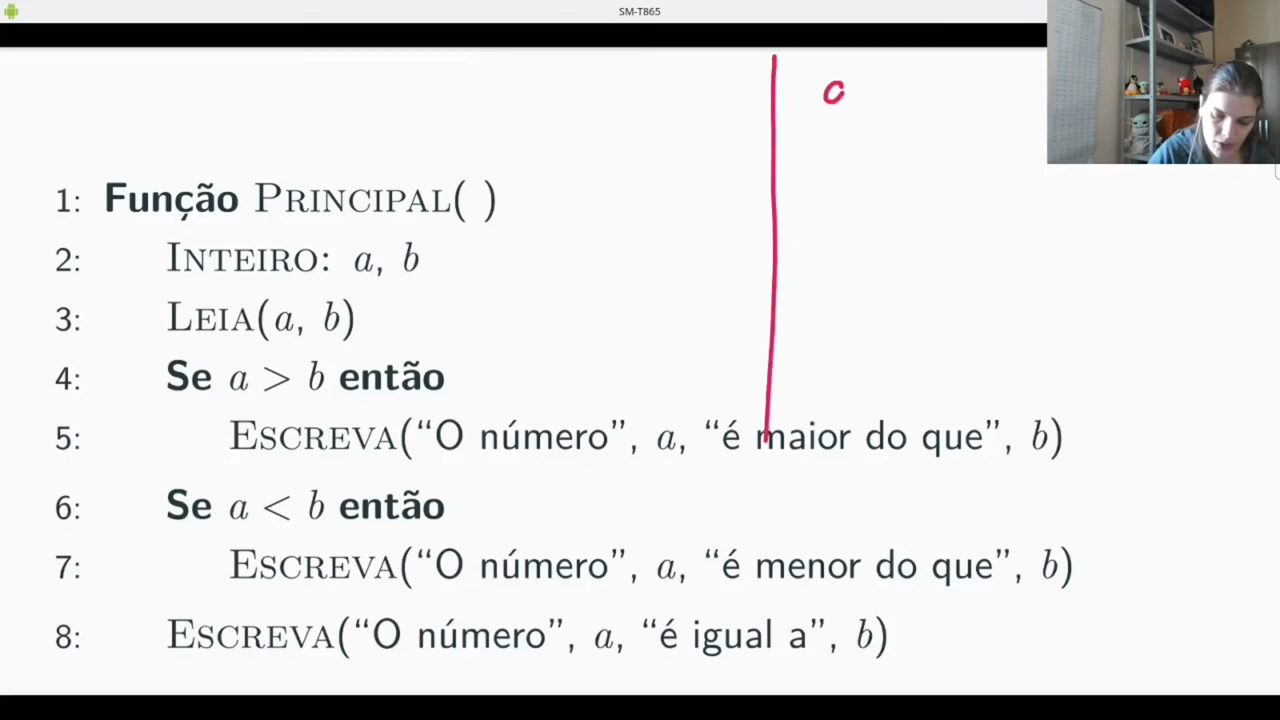 SM-T865
1: Função PRINCIPAL( )
2: INTEIRO: a, b
3: LEIA(a, b)
4: Se a > b então
5: ESCREVA(“O número”, a, “é maior do que”, b)
6: Se a < b então
7: ESCREVA(“O número”, a, “é menor do que”, b)
8: ESCREVA(“O número”, a, “é igual a”, b)